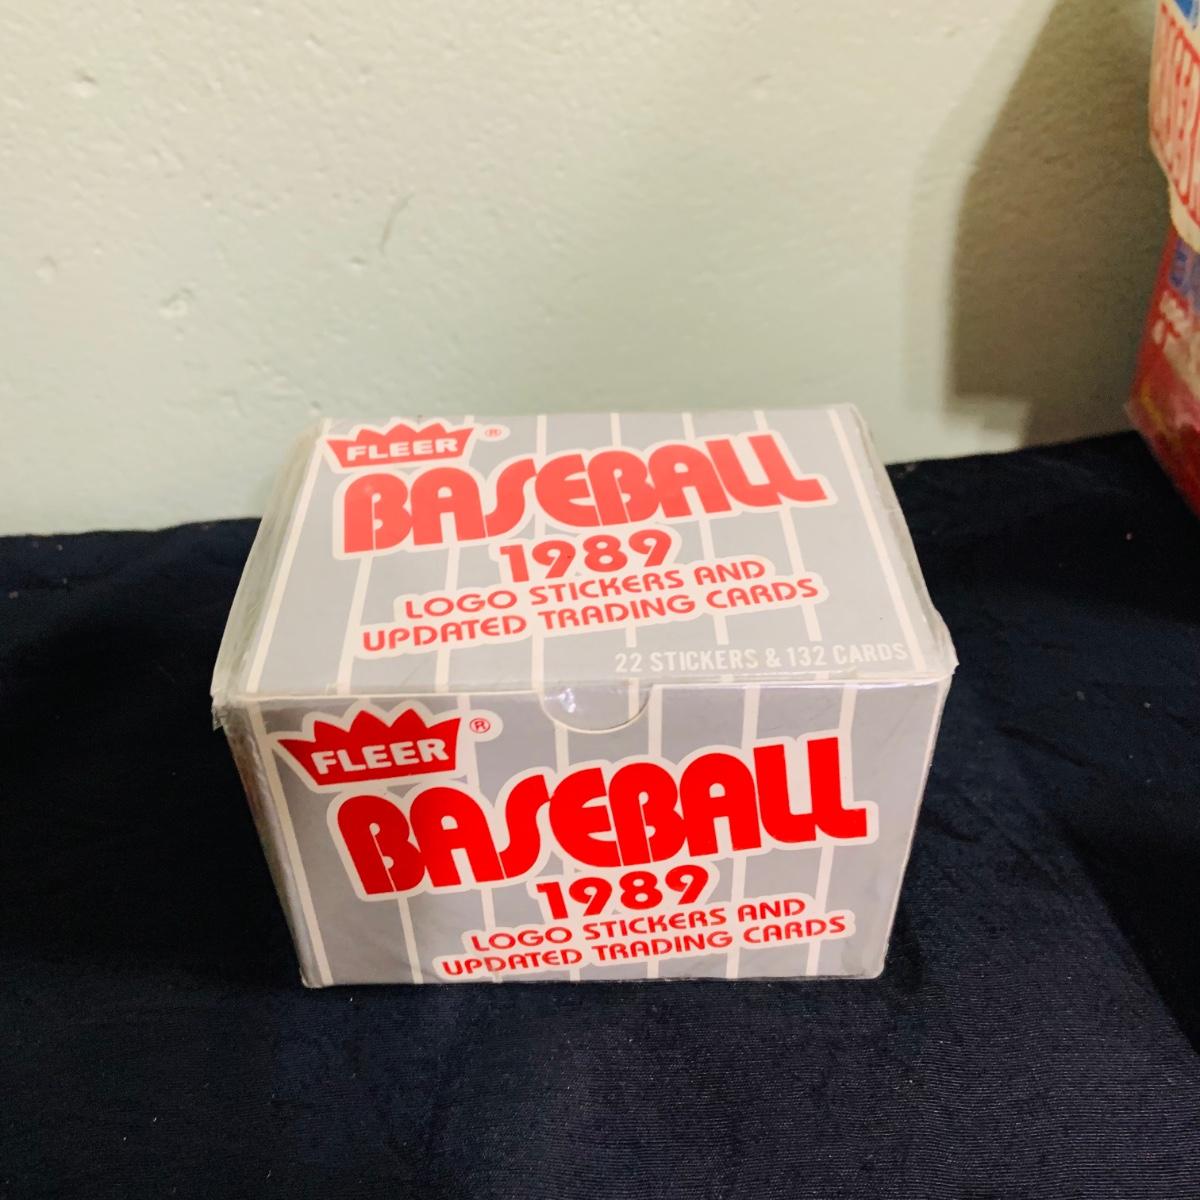 FLEER ®
BASEBALL
1989
LOGO STICKERS AND
UPDATED TRADING CARDS
22 STICKERS & 132 CARDS
FLEER ®
BASEBALL
1989
LOGO STICKERS AND
UPDATED TRADING CARDS